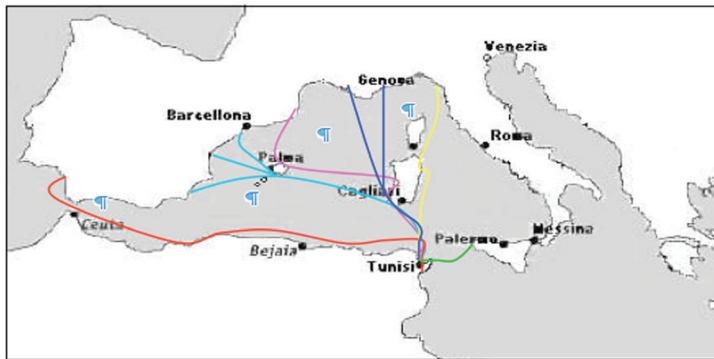 Venezia
Genova
¶
¶
Barcellona
Roma
Palma
¶
¶
Cagliari
Ceuta
Messina
Palermo
Bejaia
Tunisi